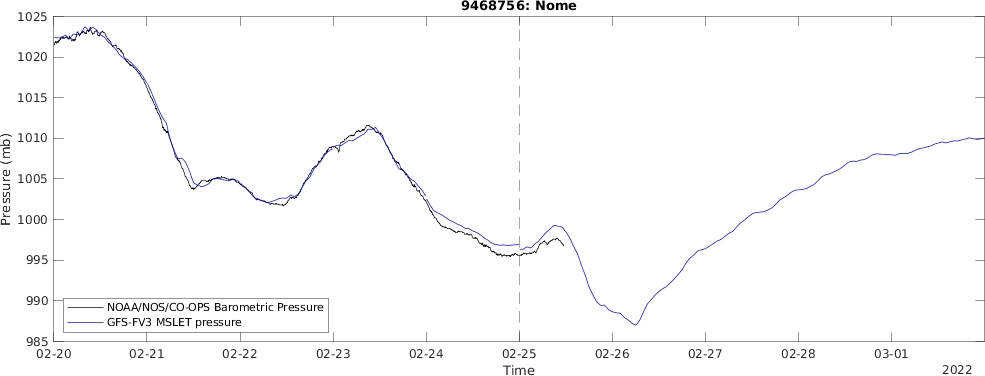 9468756: Nome
Pressure (mb)
1025
1020
1015
1010
1005
1000
995
990
985
NOAA/NOS/CO-OPS Barometric Pressure
GFS-FV3 MSLET pressure
02-20 02-21 02-22 02-23 02-24 02-25 02-26 02-27 02-28 03-01
Time
2022